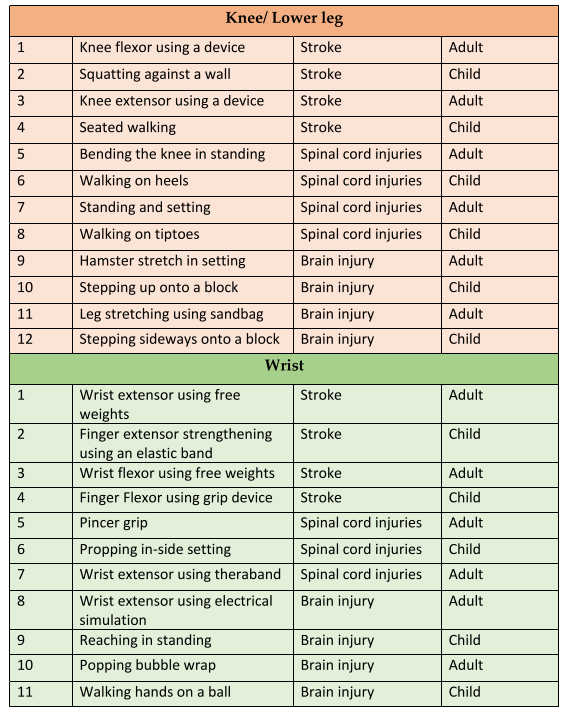 Knee/ Lower leg
1 Knee flexor using a device Stroke Adult
2 Squatting against a wall Stroke Child
3 Knee extensor using a device Stroke Adult
4 Seated walking Stroke Child
5 Bending the knee in standing Spinal cord injuries Adult
6 Walking on heels Spinal cord injuries Child
7 Standing and setting Spinal cord injuries Adult
8 Walking on tiptoes Spinal cord injuries Child
9 Hamster stretch in setting Brain injury Adult
10 Stepping up onto a block Brain injury Child
11 Leg stretching using sandbag Brain injury Adult
12 Stepping sideways onto a block Brain injury Child
Wrist
1 Wrist extensor using free Stroke Adult
weights
2 Finger extensor strengthening Stroke Child
using an elastic band
3 Wrist flexor using free weights Stroke Adult
4 Finger Flexor using grip device Stroke Child
5 Pincer grip Spinal cord injuries Adult
6 Propping in-side setting Spinal cord injuries Child
7 Wrist extensor using theraband Spinal cord injuries Adult
8 Wrist extensor using electrical Brain injury Adult
simulation
9 Reaching in standing Brain injury Child
10 Popping bubble wrap Brain injury Adult
11 Walking hands on a ball Brain injury Child